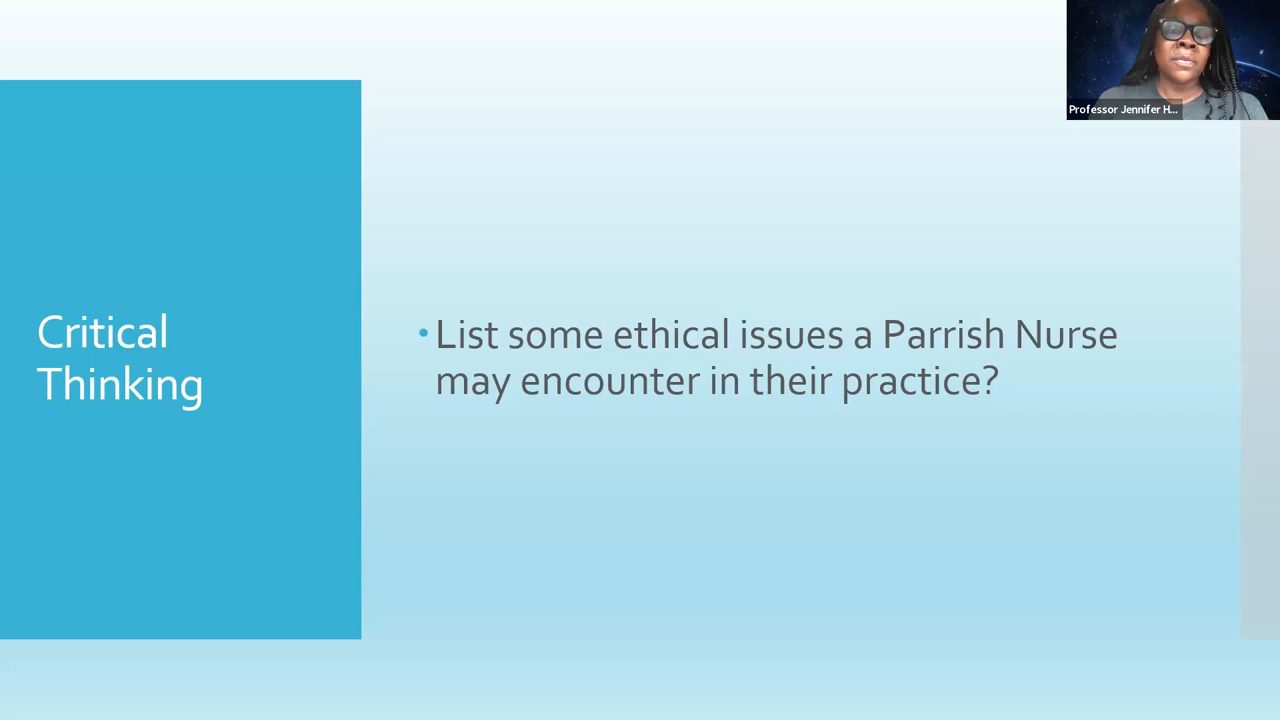 Professor Jennifer H...
Critical
Thinking
• List some ethical issues a Parrish Nurse
may encounter in their practice?